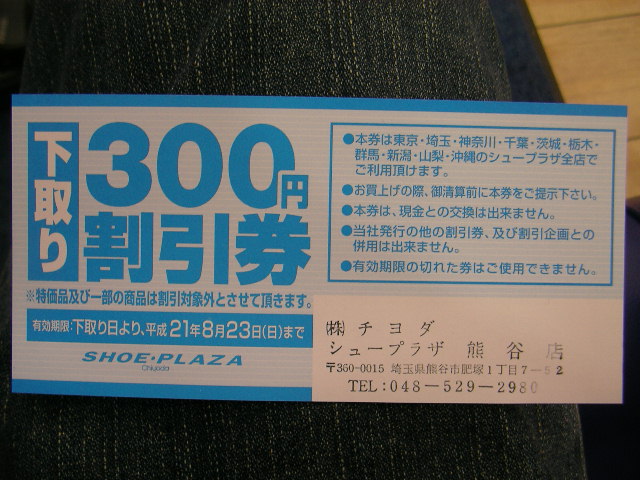 下取り
300円
割引券
※特価品及び一部の商品は割引対象外とさせて頂きます。
有効期限:下取り日より、平成21年8月23日(日)まで
SHOE・PLAZA
Chiyoda
●本券は東京・埼玉・神奈川・千葉・茨城・栃木・
群馬・新潟・山梨・沖縄のシュープラザ全店で
ご利用頂けます。
●お買上げの際、御清算前に本券をご提示下さい。
●本券は、現金との交換は出来ません。
●当社発行の他の割引券、及び割引企画との
併用は出来ません。
●有効期限の切れた券はご使用できません。
㈱ チヨダ
シュープラザ 熊谷 店
〒360-0015 埼玉県熊谷市肥塚1丁目7-52
TEL:048-529-2980